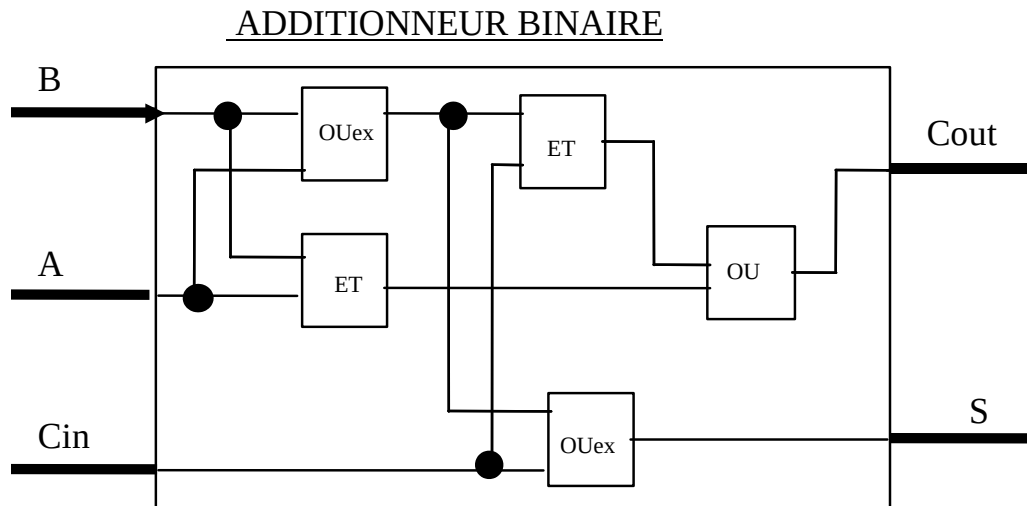 ADDITIONNEUR BINAIRE
B
OUex
ET
Cout
A
ET
OU
Cin
OUex
S